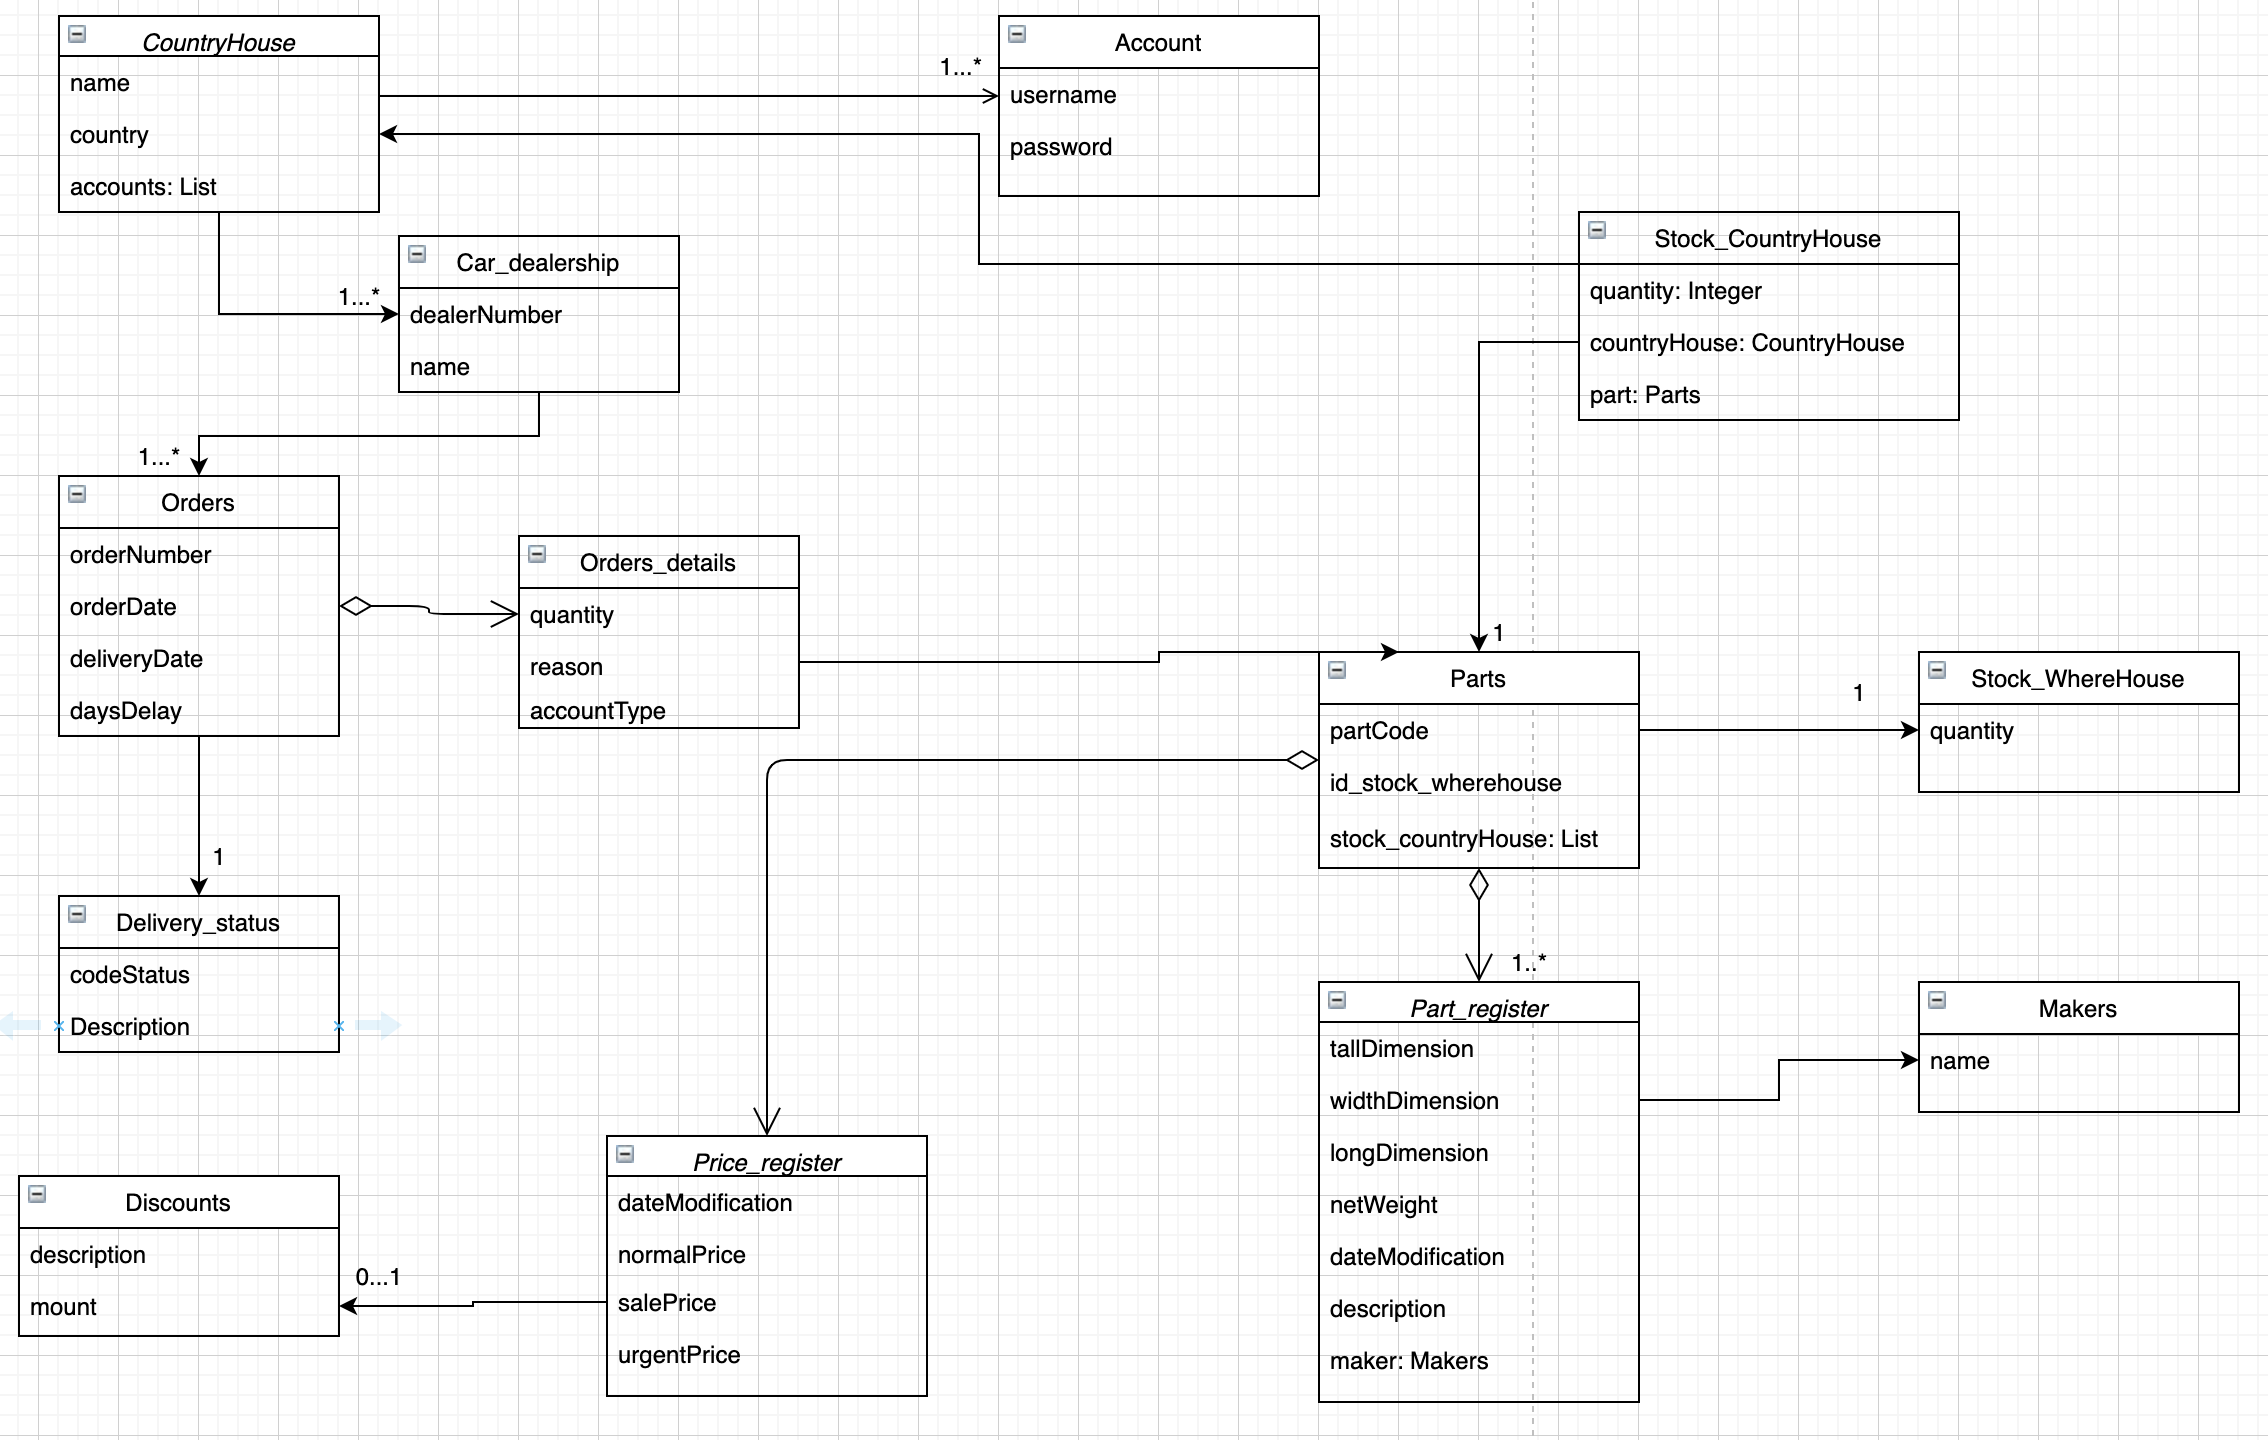 CountryHouse
name
country
accounts: List
1...*
Account
username
password
Stock_CountryHouse
quantity: Integer
countryHouse: CountryHouse
part: Parts
1...*
Car_dealership
dealerNumber
name
1...*
Orders
orderNumber
orderDate
deliveryDate
daysDelay
Orders_details
quantity
reason
accountType
1
Parts
partCode
id_stock_wherehouse
stock_countryHouse: List
1
Stock_WhereHouse
quantity
1
Delivery_status
codeStatus
Description
1..*
Part_register
tallDimension
widthDimension
longDimension
netWeight
dateModification
description
maker: Makers
Makers
name
Price_register
dateModification
normalPrice
salePrice
urgentPrice
0...1
Discounts
description
mount